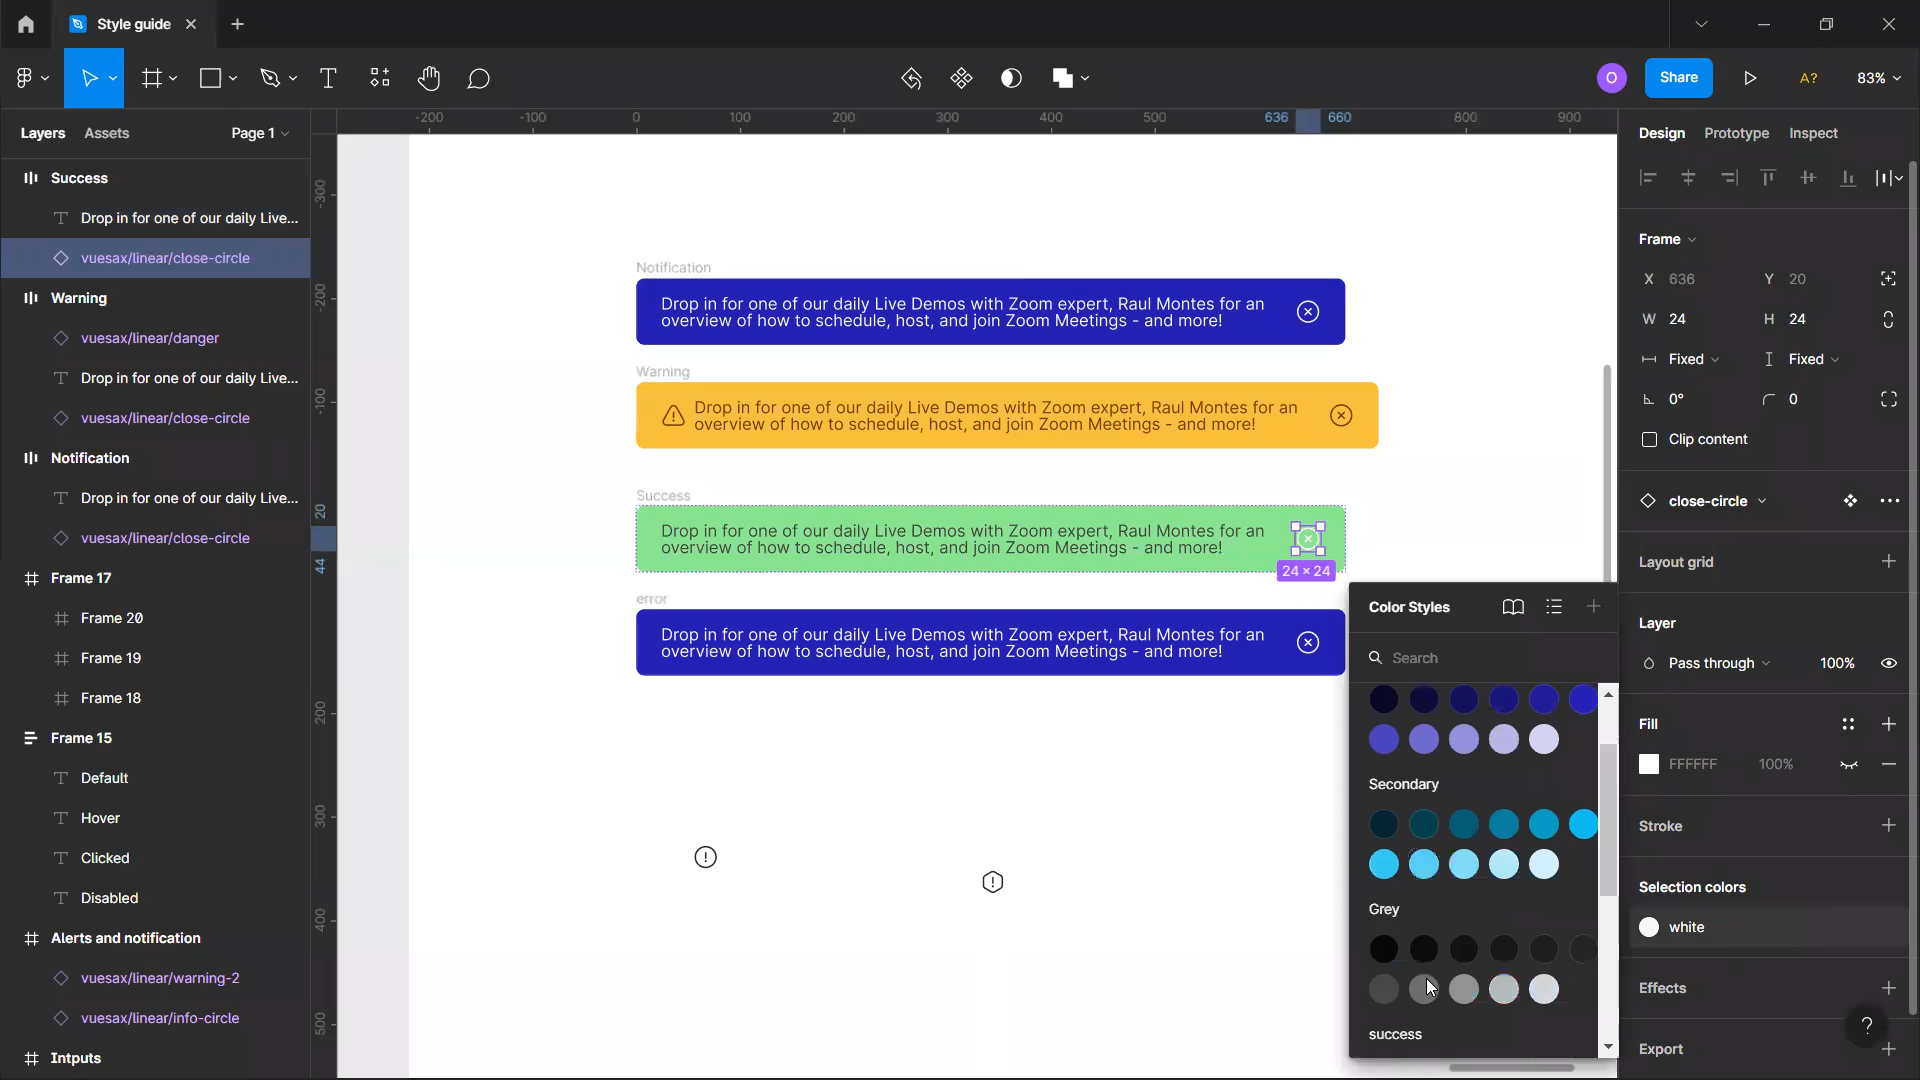 Style guide
O
Share
A?
83%
Layers
Assets
Page 1
-200
-100
0
100
200
300
400
500
636
660
800
900
Design
Prototype
Inspect
Success
Drop in for one of our daily Live...
vuesax/linear/close-circle
Warning
vuesax/linear/danger
Drop in for one of our daily Live...
vuesax/linear/close-circle
Notification
Drop in for one of our daily Live...
vuesax/linear/close-circle
Frame 17
Frame 20
Frame 19
Frame 18
Frame 15
Default
Hover
Clicked
Disabled
Alerts and notification
vuesax/linear/warning-2
vuesax/linear/info-circle
Intputs
-300
-200
-100
20
44
200
300
400
500
Notification
Drop in for one of our daily Live Demos with Zoom expert, Raul Montes for an
overview of how to schedule, host, and join Zoom Meetings - and more!
Warning
Drop in for one of our daily Live Demos with Zoom expert, Raul Montes for an
overview of how to schedule, host, and join Zoom Meetings - and more!
Success
Drop in for one of our daily Live Demos with Zoom expert, Raul Montes for an
overview of how to schedule, host, and join Zoom Meetings - and more!
24 × 24
error
Drop in for one of our daily Live Demos with Zoom expert, Raul Montes for an
overview of how to schedule, host, and join Zoom Meetings - and more!
Color Styles
Search
Secondary
Grey
success
Frame
X 636 Y 20
W 24 H 24
Fixed Fixed
0° 0
Clip content
close-circle
Layout grid
Layer
Pass through 100%
Fill
FFFFFF 100%
Stroke
Selection colors
white
Effects
?
Export